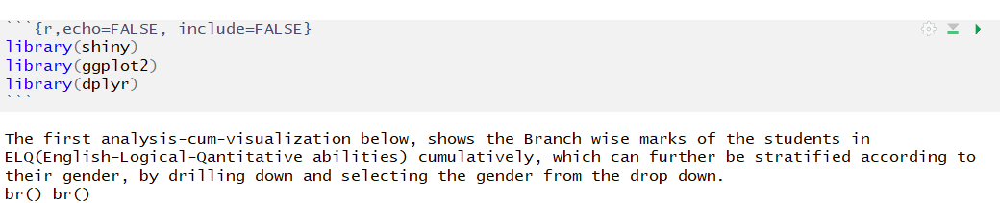 ```{r,echo=FALSE, include=FALSE}
library(shiny)
library(ggplot2)
library(dplyr)
```
The first analysis-cum-visualization below, shows the Branch wise marks of the students in
ELQ(English-Logical-Qantitative abilities) cumulatively, which can further be stratified according to
their gender, by drilling down and selecting the gender from the drop down.
br() br()